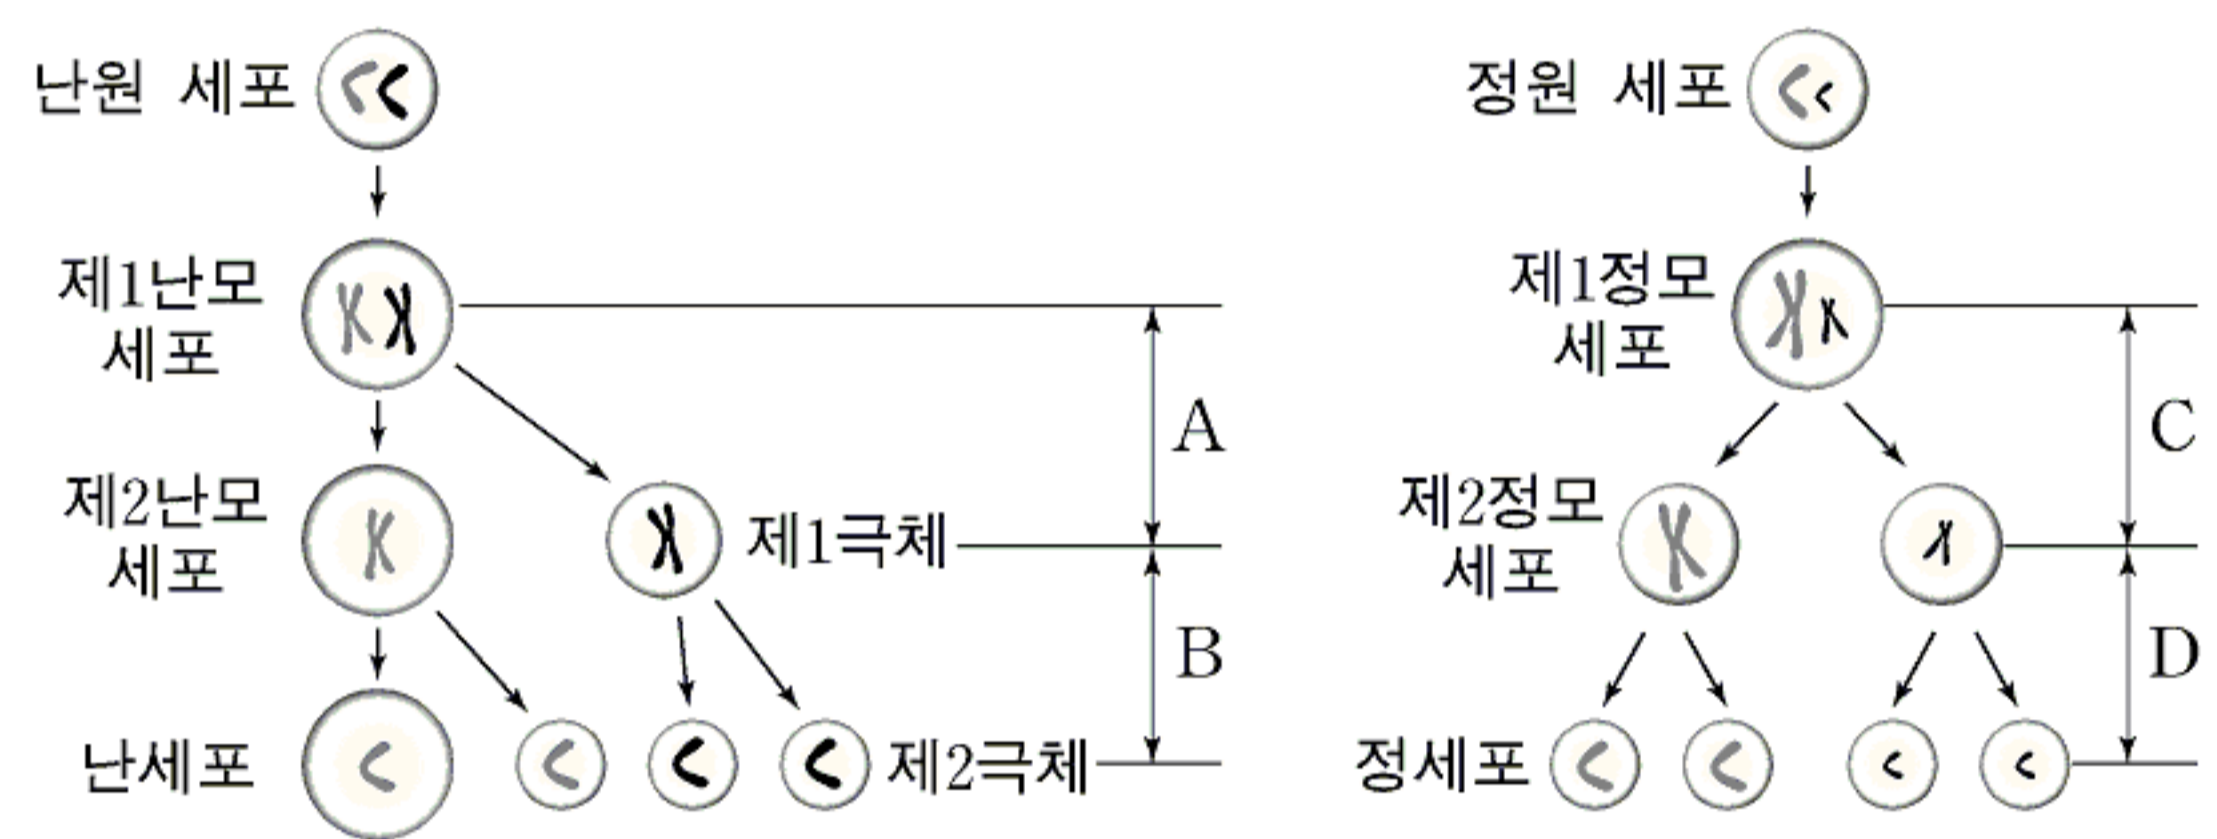 난원 세포
제1난모
세포
A
제2난모
세포
제1극체
B
난세포
제2극체
정원 세포
제1정모
세포
C
제2정모
세포
D
정세포